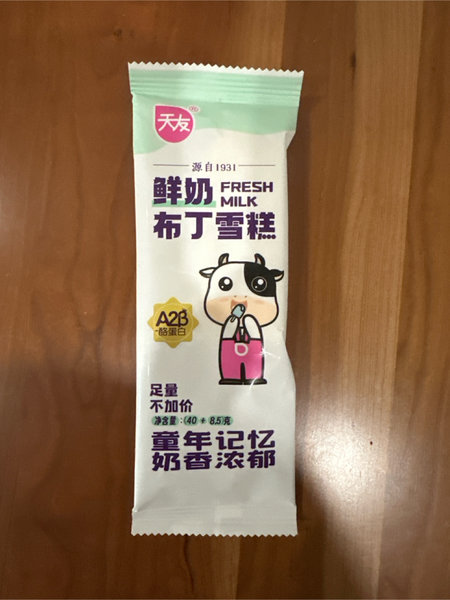 天友
源自1931
鲜奶 FRESH MILK
布丁雪糕
A2β
-酪蛋白
足量
不加价
净含量:(40+8.5)克
童年记忆
奶香浓郁